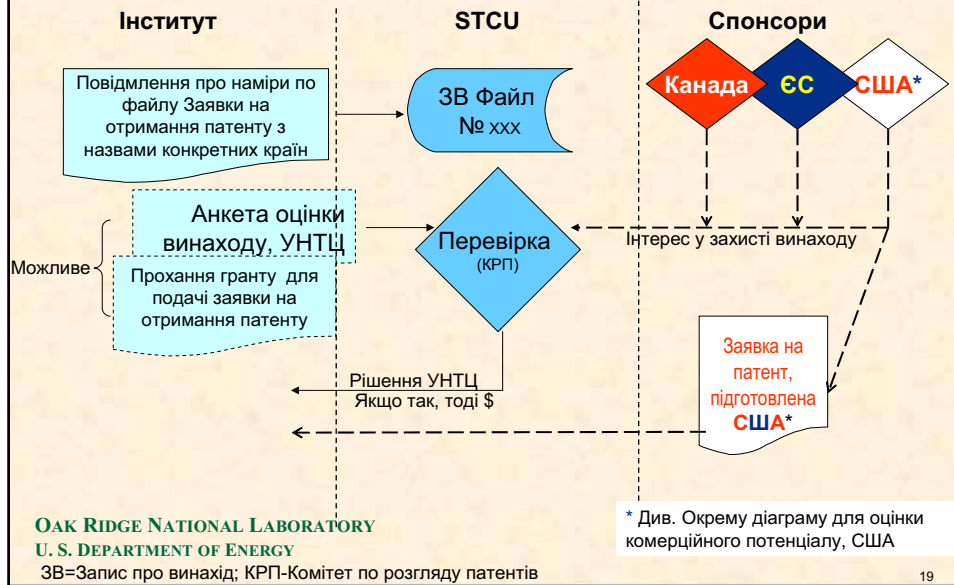 Інститут
STCU
Спонсори
Повідмлення про наміри по
файлу Заявки на
отримання патенту з
назвами конкретних країн
ЗВ Файл
№ xxx
Канада
ЄС
США*
Можливе
Анкета оцінки
винаходу, УНТЦ
Прохання гранту для
подачі заявки на
отримання патенту
Перевірка
(КРП)
Інтерес у захисті винаходу
Рішення УНТЦ
Якщо так, тоді $
Заявка на
патент,
підготовлена
США*
OAK RIDGE NATIONAL LABORATORY
U. S. DEPARTMENT OF ENERGY
ЗВ=Запис про винахід; КРП-Комітет по розгляду патентів
* Див. Окрему діаграму для оцінки
комерційного потенціалу, США
19